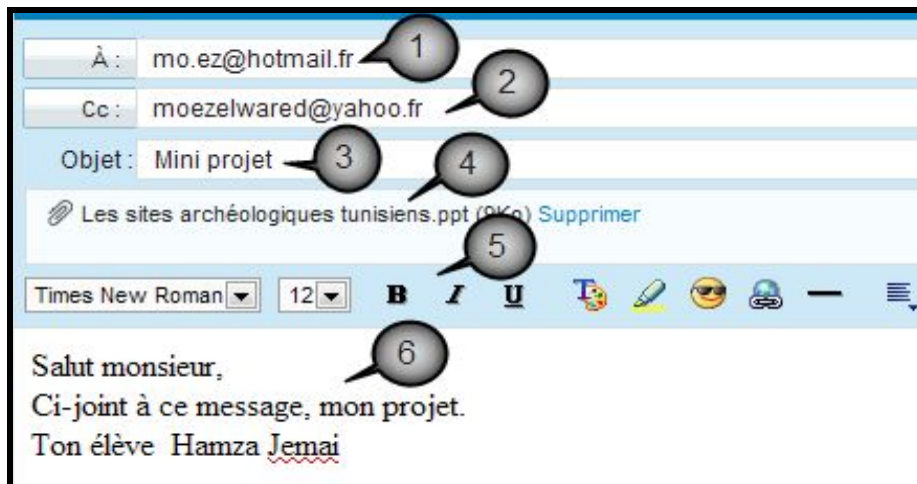 À : mo.ez@hotmail.fr 1
Cc : moezelwared@yahoo.fr 2
Objet : Mini projet 3
4
Les sites archéologiques tunisiens.ppt (9Ko) Supprimer
5
Times New Roman 12 B I U T
6
Salut monsieur,
Ci-joint à ce message, mon projet.
Ton élève Hamza Jemai